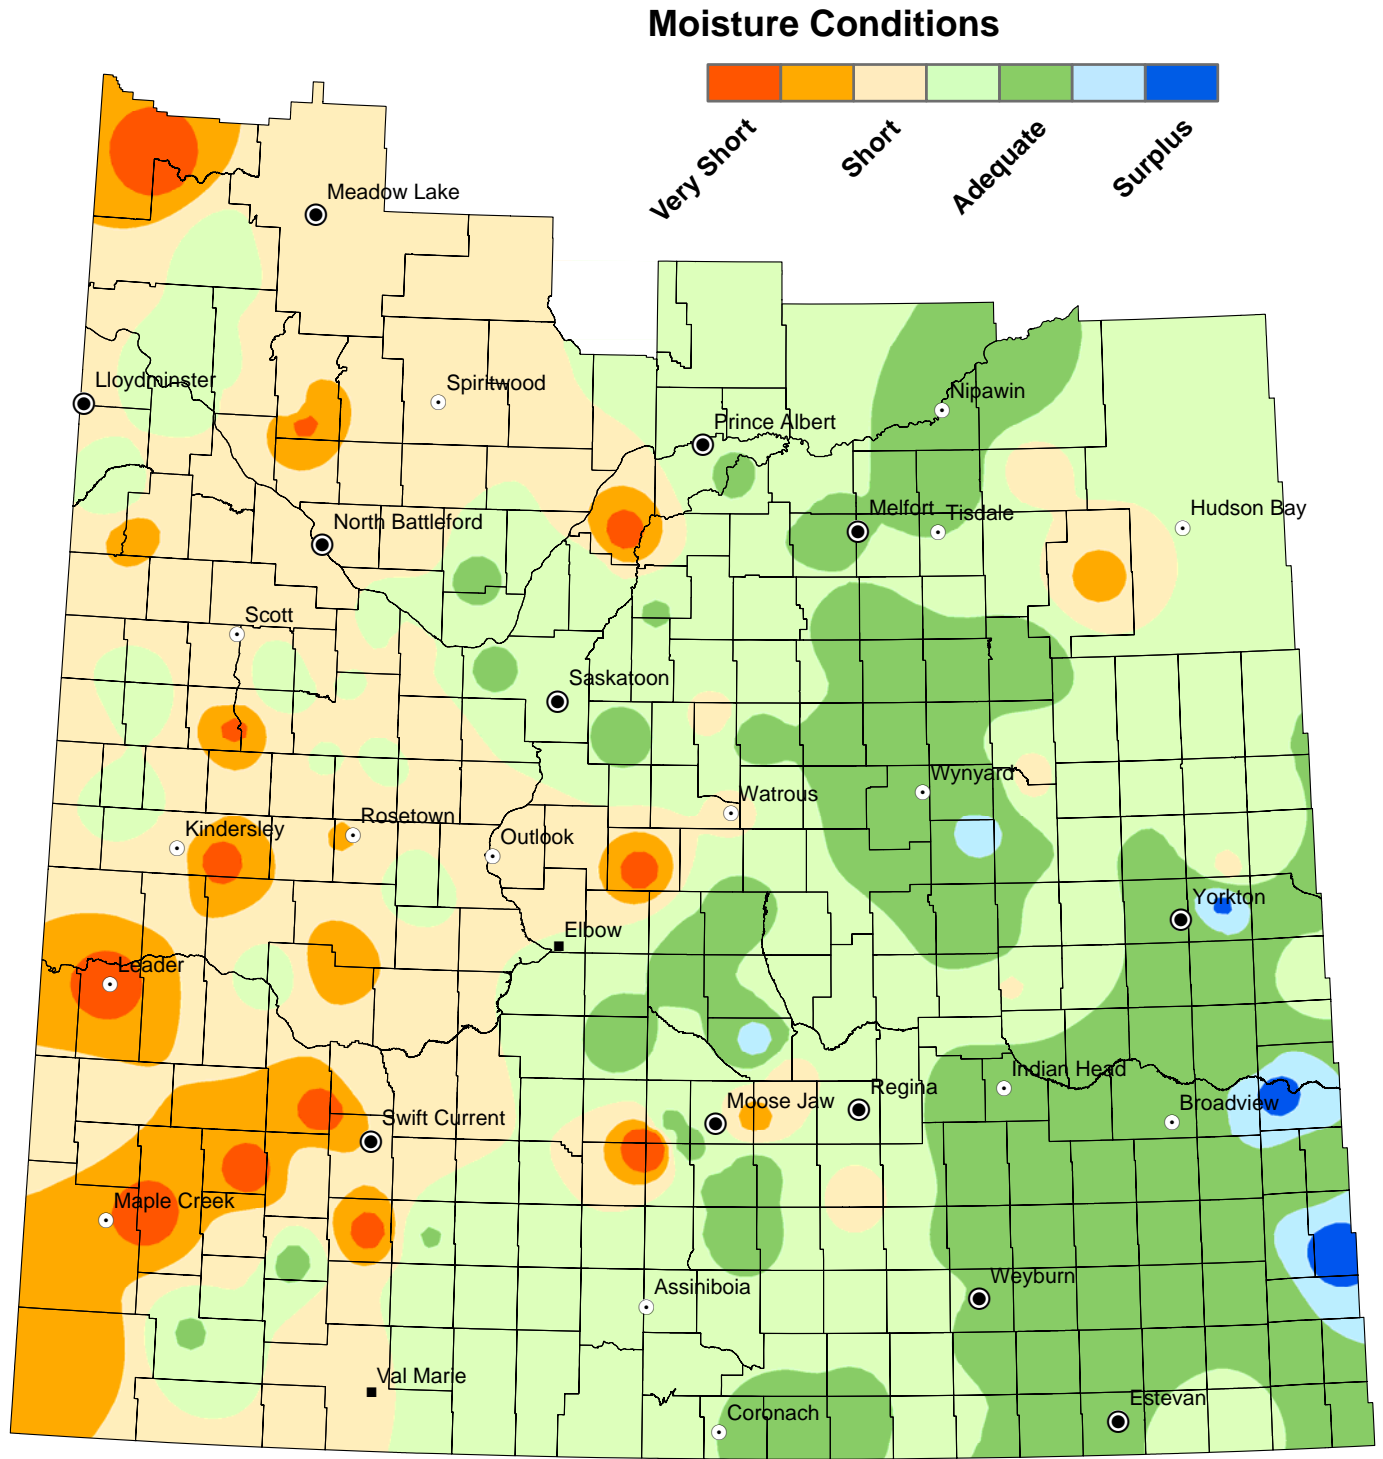 Moisture Conditions
Very Short
Short
Adequate
Surplus
Meadow Lake
Lloydminster
Spiritwood
Nipawin
Prince Albert
North Battleford
Melfort
Tisdale
Hudson Bay
Scott
Saskatoon
Wynyard
Watrous
Rosetown
Kindersley
Outlook
Yorkton
Elbow
Leader
Indian Head
Regina
Moose Jaw
Broadview
Swift Current
Maple Creek
Weyburn
Assiniboia
Val Marie
Estevan
Coronach